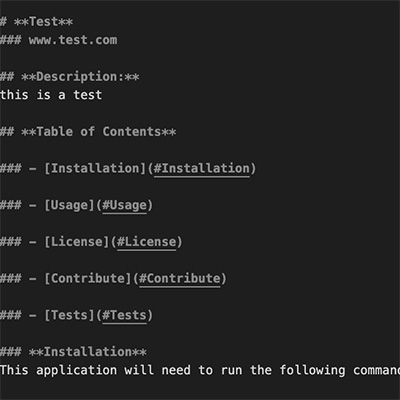 # **Test**
### www.test.com
## **Description:**
this is a test
## **Table of Contents**
### - [Installation](#Installation)
### - [Usage](#Usage)
### - [License](#License)
### - [Contribute](#Contribute)
### - [Tests](#Tests)
### **Installation**
This application will need to run the following